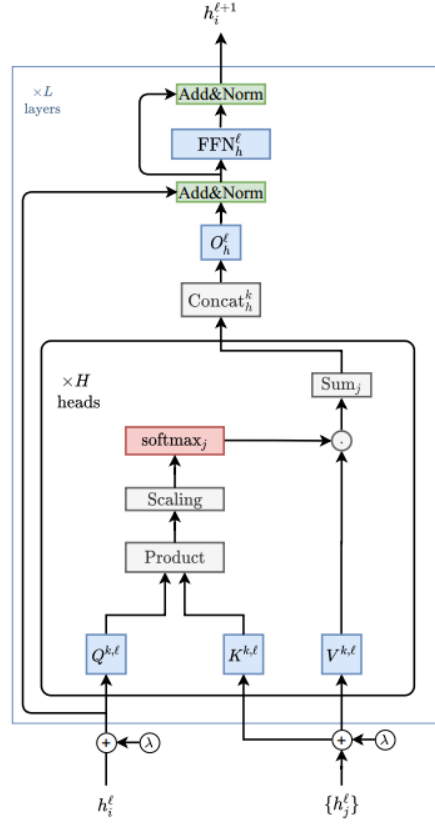 h_i^{ℓ+1}
×L
layers
Add&Norm
FFN_h^ℓ
Add&Norm
O_h^ℓ
Concat_h^k
×H
heads
Sum_j
softmax_j
·
Scaling
Product
Q^{k,ℓ} K^{k,ℓ} V^{k,ℓ}
+ λ + λ
h_i^ℓ {h_j^ℓ}